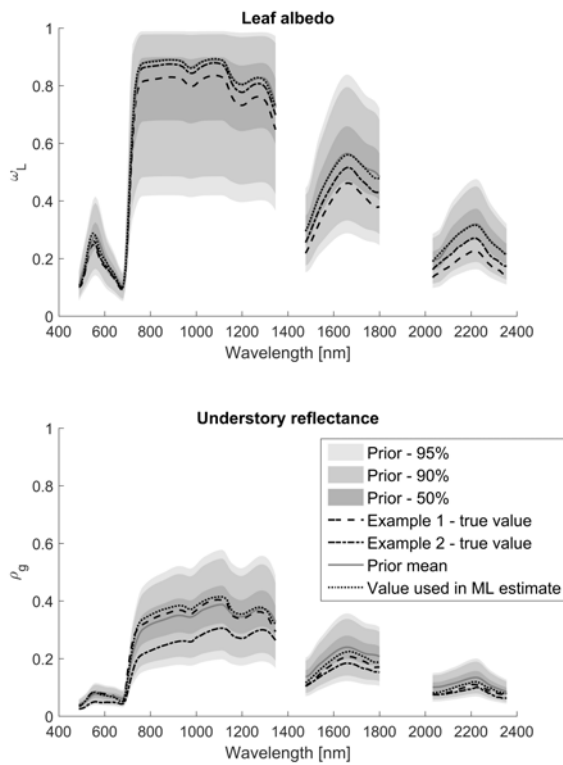 Leaf albedo
1
0.8
0.6
0.4
0.2
0
ω_L
400 600 800 1000 1200 1400 1600 1800 2000 2200 2400
Wavelength [nm]
Understory reflectance
1
0.8
0.6
0.4
0.2
0
ρ_g
Prior - 95%
Prior - 90%
Prior - 50%
Example 1 - true value
Example 2 - true value
Prior mean
Value used in ML estimate
400 600 800 1000 1200 1400 1600 1800 2000 2200 2400
Wavelength [nm]